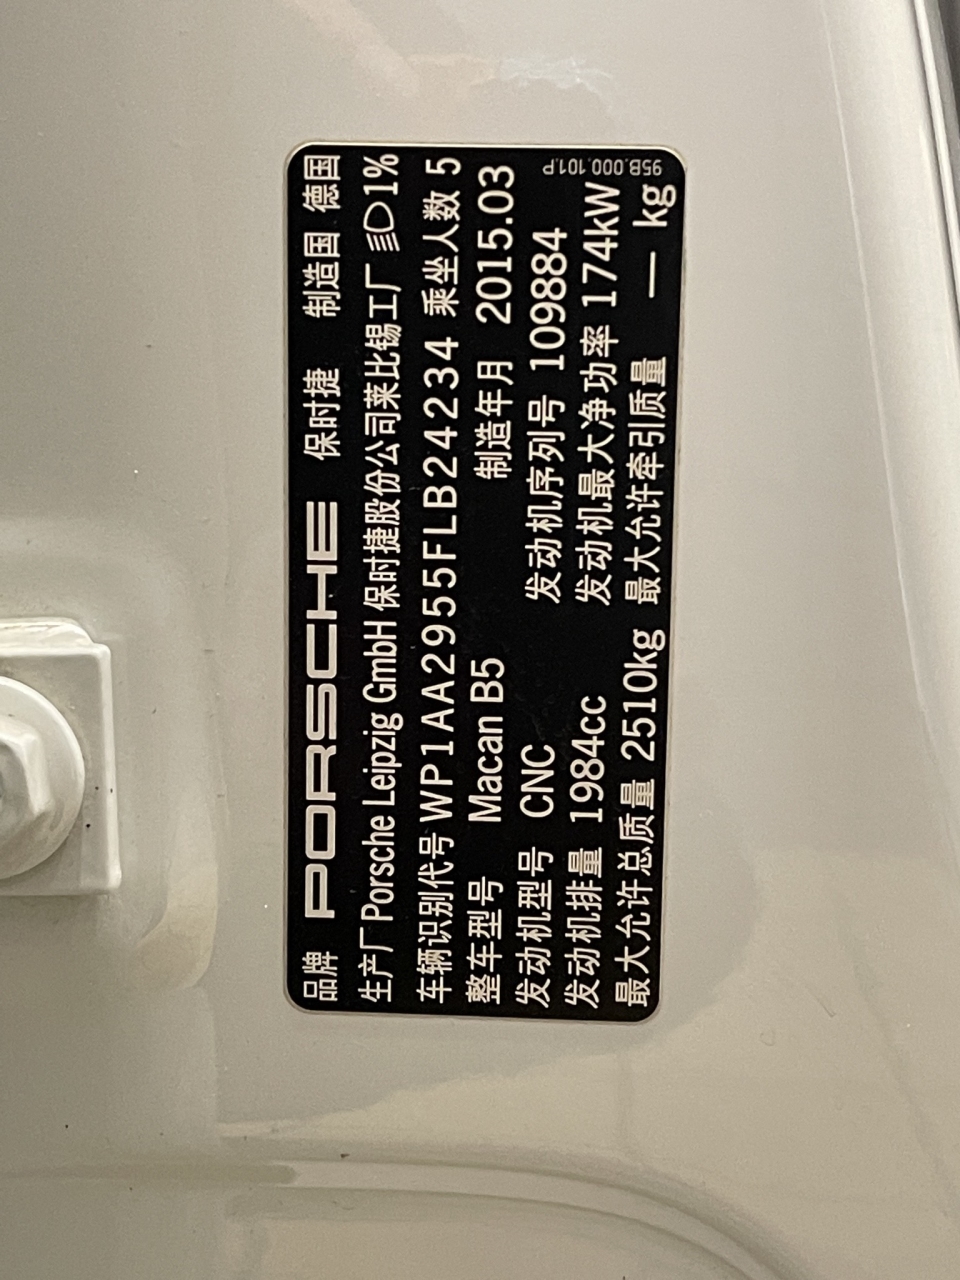 品牌 PORSCHE 保时捷 制造国 德国
生产厂 Porsche Leipzig GmbH 保时捷股份公司莱比锡工厂 1%
车辆识别代号 WP1AA2955FLB24234 乘坐人数 5
整车型号 Macan B5 制造年月 2015.03
发动机型号 CNC 发动机序列号 109884
发动机排量 1984cc 发动机最大净功率 174kW
最大允许总质量 2510kg 最大允许牵引质量 — kg
95B.000.101.P